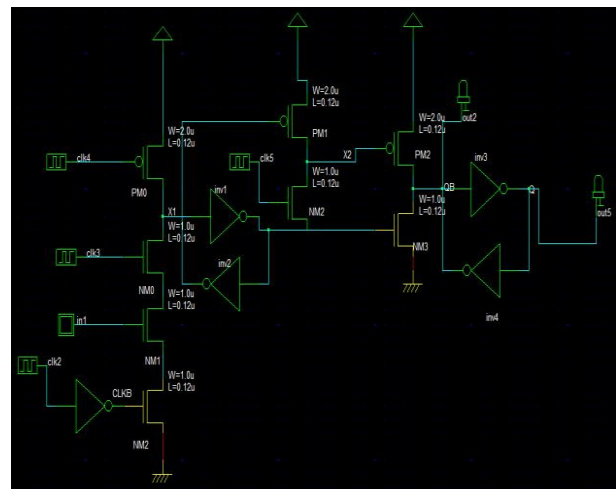 W=2.0u
L=0.12u
clk4
PM0
X1
W=1.0u
L=0.12u
clk3
NM0
W=1.0u
L=0.12u
in1
NM1
W=1.0u
L=0.12u
clk2
CLKB
NM2
inv1
inv2
W=2.0u
L=0.12u
PM1
X2
clk5
W=1.0u
L=0.12u
NM2
W=2.0u
L=0.12u
PM2
QB
W=1.0u
L=0.12u
NM3
out2
inv3
Q
out5
inv4